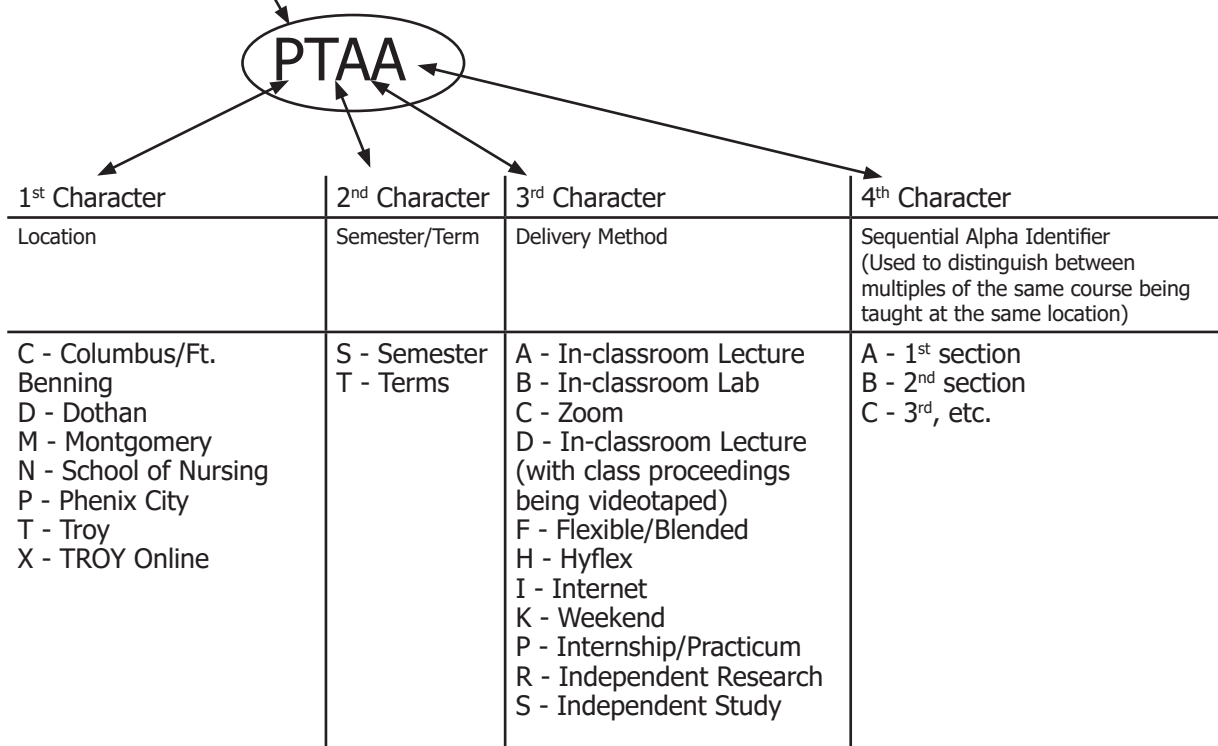 PTAA
1st Character
2nd Character
3rd Character
4th Character
Location
Semester/Term
Delivery Method
Sequential Alpha Identifier
(Used to distinguish between
multiples of the same course being
taught at the same location)
C - Columbus/Ft.
Benning
D - Dothan
M - Montgomery
N - School of Nursing
P - Phenix City
T - Troy
X - TROY Online
S - Semester
T - Terms
A - In-classroom Lecture
B - In-classroom Lab
C - Zoom
D - In-classroom Lecture
(with class proceedings
being videotaped)
F - Flexible/Blended
H - Hyflex
I - Internet
K - Weekend
P - Internship/Practicum
R - Independent Research
S - Independent Study
A - 1st section
B - 2nd section
C - 3rd, etc.